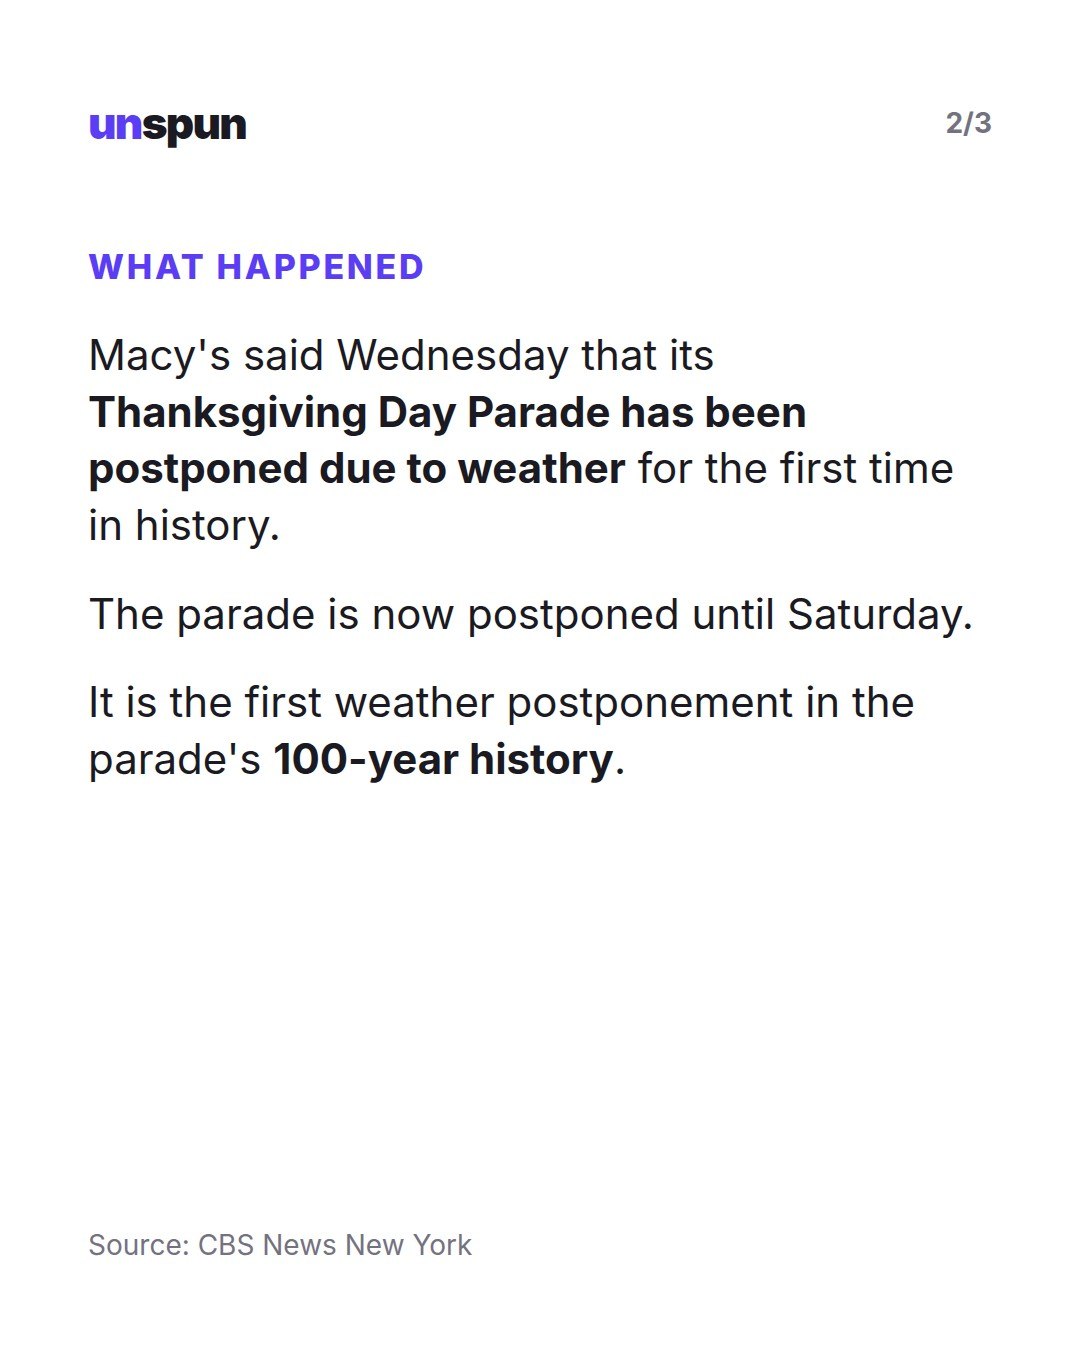 unspun
2/3
WHAT HAPPENED
Macy's said Wednesday that its
Thanksgiving Day Parade has been
postponed due to weather for the first time
in history.
The parade is now postponed until Saturday.
It is the first weather postponement in the
parade's 100-year history.
Source: CBS News New York